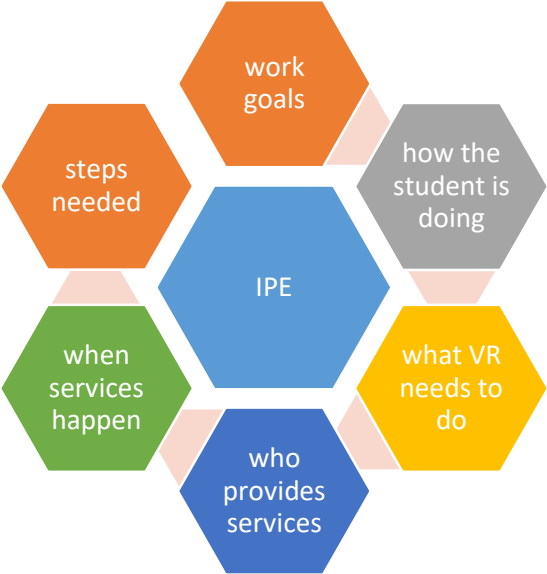 work
goals
how the
student is
doing
steps
needed
IPE
when
services
happen
what VR
needs to
do
who
provides
services